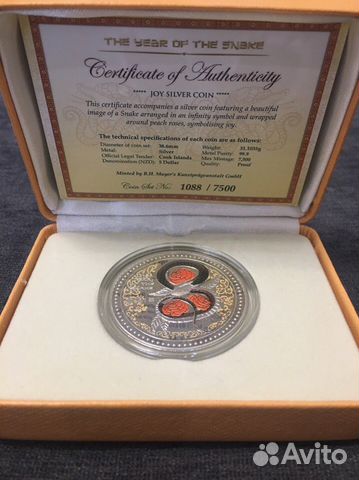 THE YEAR OF THE SNAKE
Certificate of Authenticity
***** JOY SILVER COIN *****
This certificate accompanies a silver coin featuring a beautiful
image of a Snake arranged in an infinity symbol and wrapped
around peach roses, symbolising joy.
The technical specifications of each coin are as follows:
Diameter of coin set: 38.6mm Weight: 31.1035g
Metal: Silver Metal Purity: 99.9
Official Legal Tender: Cook Islands Max Mintage: 7,500
Denomination (NZD): 1 Dollar Quality: Proof
Minted by B.H. Mayer's Kunstprägeanstalt GmbH
Coin Set No. 1088 / 7500
Avito